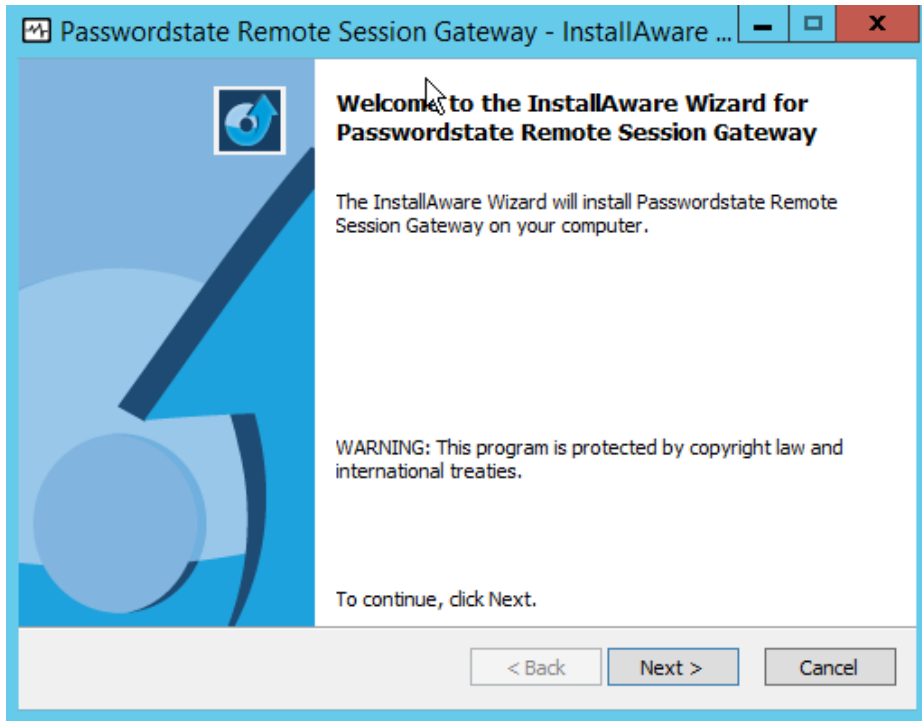 Passwordstate Remote Session Gateway - InstallAware ...
Welcome to the InstallAware Wizard for
Passwordstate Remote Session Gateway
The InstallAware Wizard will install Passwordstate Remote
Session Gateway on your computer.
WARNING: This program is protected by copyright law and
international treaties.
To continue, click Next.
< Back
Next >
Cancel